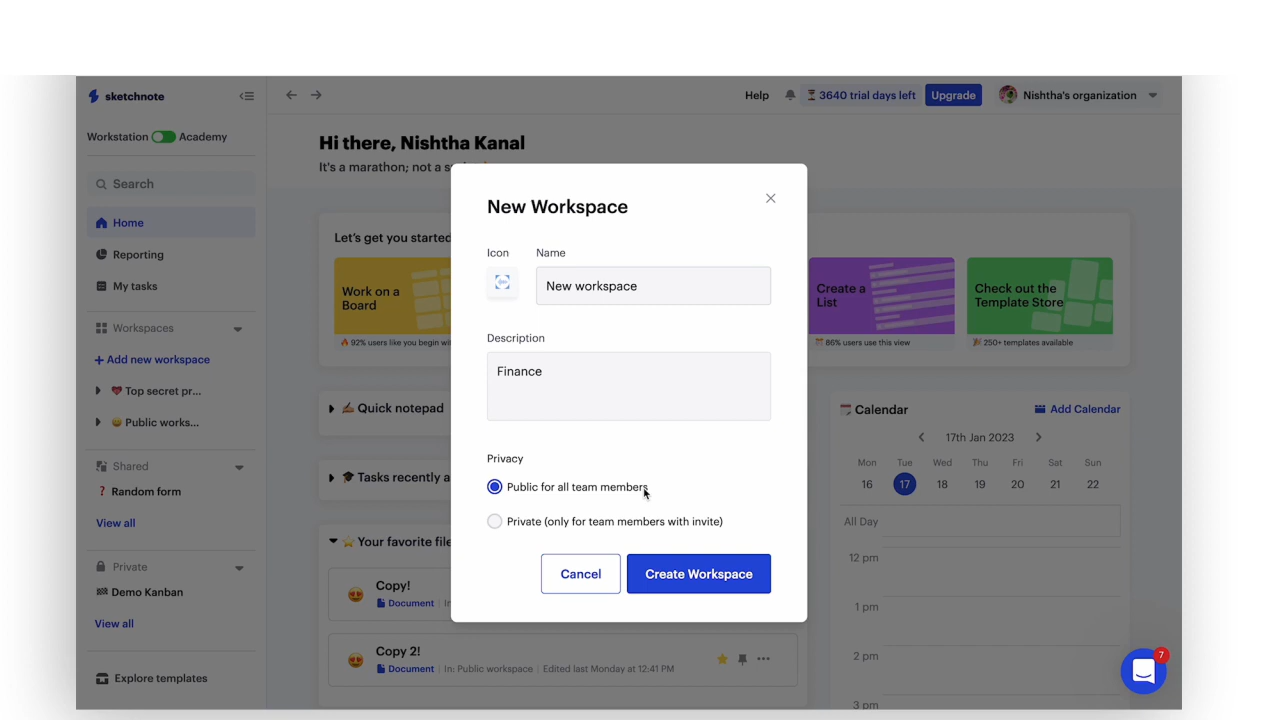 sketchnote
Help
3640 trial days left
Upgrade
Nishtha's organization
Workstation
Academy
Hi there, Nishtha Kanal
It's a marathon; not a s
Search
Home
Reporting
My tasks
Workspaces
+ Add new workspace
Top secret pr...
Public works...
Shared
? Random form
View all
Private
Demo Kanban
View all
Explore templates
Let's get you started
Work on a
Board
92% users like you begin wi
Create a
List
86% users use this view
Check out the
Template Store
250+ templates available
Quick notepad
Tasks recently a
Your favorite file
Copy!
Document | In
Copy 2!
Document | In: Public workspace | Edited last Monday at 12:41 PM
New Workspace
Icon
Name
New workspace
Description
Finance
Privacy
Public for all team members
Private (only for team members with invite)
Cancel
Create Workspace
Calendar
Add Calendar
17th Jan 2023
Mon Tue Wed Thu Fri Sat Sun
16 17 18 19 20 21 22
All Day
12 pm
1 pm
2 pm
3 pm
7